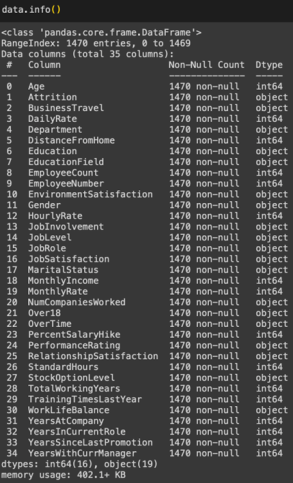 data.info()
<class 'pandas.core.frame.DataFrame'>
RangeIndex: 1470 entries, 0 to 1469
Data columns (total 35 columns):
 #   Column                    Non-Null Count  Dtype
---  ------                    --------------  -----
 0   Age                       1470 non-null   int64
 1   Attrition                 1470 non-null   object
 2   BusinessTravel            1470 non-null   object
 3   DailyRate                 1470 non-null   int64
 4   Department                1470 non-null   object
 5   DistanceFromHome          1470 non-null   int64
 6   Education                 1470 non-null   object
 7   EducationField            1470 non-null   object
 8   EmployeeCount             1470 non-null   int64
 9   EmployeeNumber            1470 non-null   int64
 10  EnvironmentSatisfaction   1470 non-null   object
 11  Gender                    1470 non-null   object
 12  HourlyRate                1470 non-null   int64
 13  JobInvolvement            1470 non-null   object
 14  JobLevel                  1470 non-null   object
 15  JobRole                   1470 non-null   object
 16  JobSatisfaction           1470 non-null   object
 17  MaritalStatus             1470 non-null   object
 18  MonthlyIncome             1470 non-null   int64
 19  MonthlyRate               1470 non-null   int64
 20  NumCompaniesWorked        1470 non-null   object
 21  Over18                    1470 non-null   object
 22  OverTime                  1470 non-null   object
 23  PercentSalaryHike         1470 non-null   int64
 24  PerformanceRating         1470 non-null   object
 25  RelationshipSatisfaction  1470 non-null   object
 26  StandardHours             1470 non-null   int64
 27  StockOptionLevel          1470 non-null   object
 28  TotalWorkingYears         1470 non-null   int64
 29  TrainingTimesLastYear     1470 non-null   int64
 30  WorkLifeBalance           1470 non-null   object
 31  YearsAtCompany            1470 non-null   int64
 32  YearsInCurrentRole        1470 non-null   int64
 33  YearsSinceLastPromotion   1470 non-null   int64
 34  YearsWithCurrManager      1470 non-null   int64
dtypes: int64(16), object(19)
memory usage: 402.1+ KB